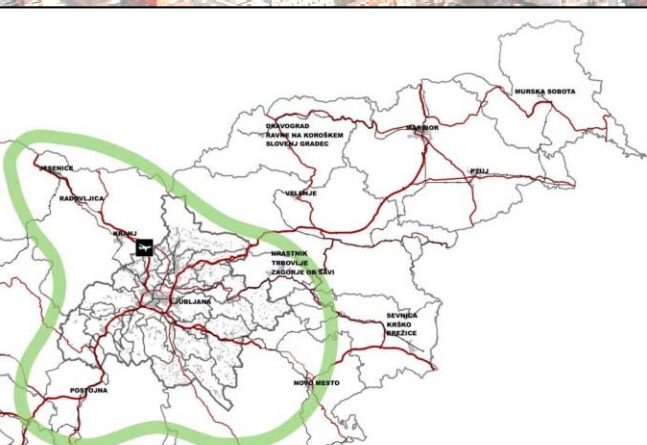 MURSKA SOBOTA
DRAVOGRAD
RAVNE NA KOROŠKEM
SLOVENJ GRADEC
MARIBOR
PTUJ
JESENICE
VELENJE
RADOVLJICA
KRANJ
HRASTNIK
TRBOVLJE
ZAGORJE OB SAVI
LJUBLJANA
SEVNICA
KRŠKO
BREŽICE
POSTOJNA
NOVO MESTO